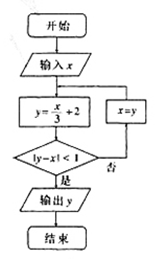 开始
输入x
y=x/3+2
x=y
|y-x|<1
否
是
输出y
结束